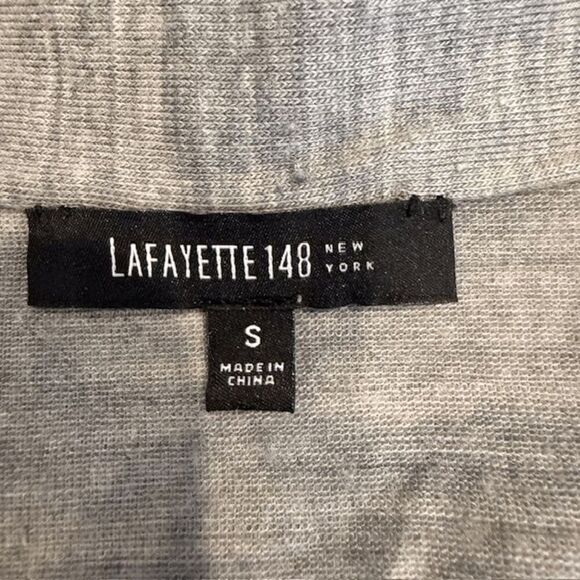 LAFAYETTE 148 NEW YORK
S
MADE IN
CHINA